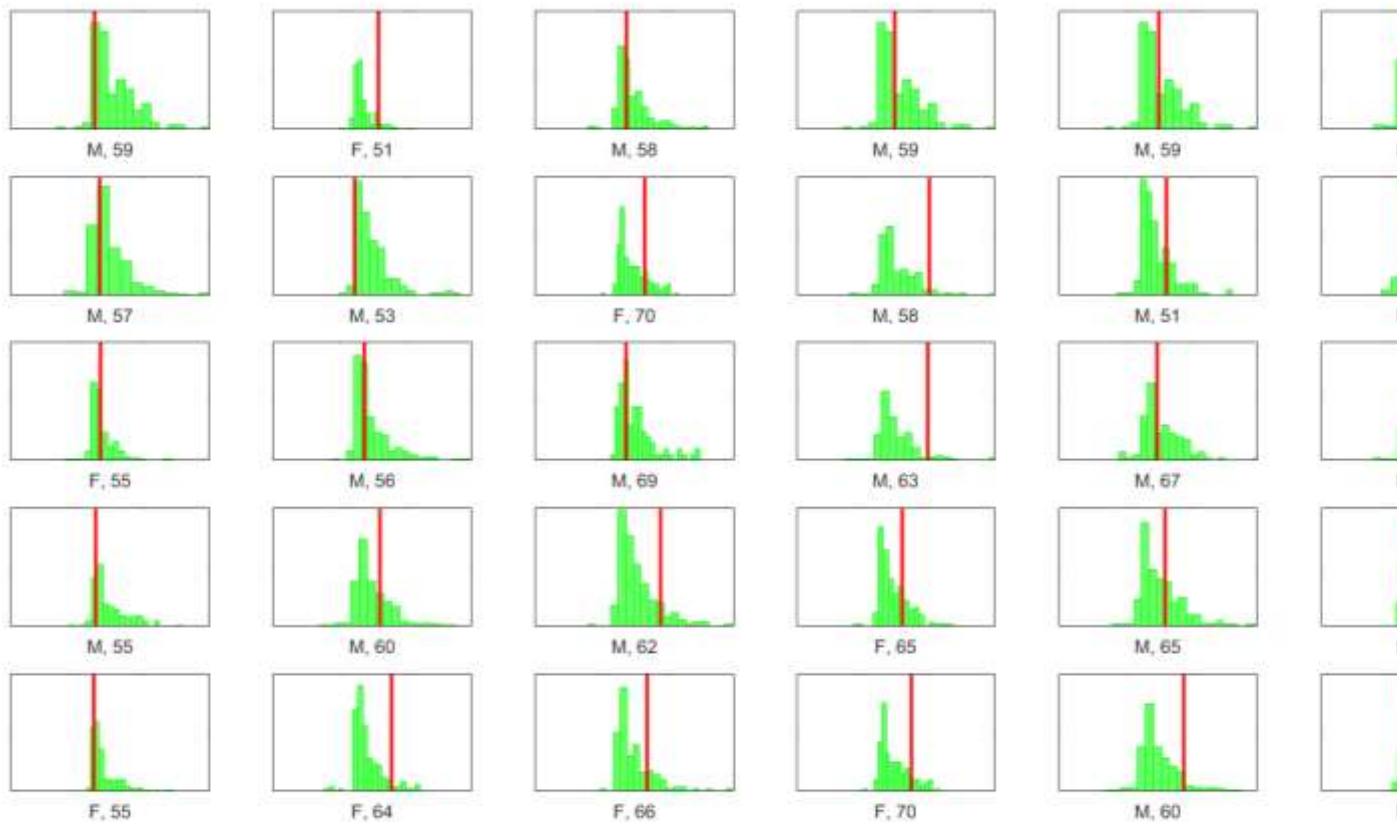 M, 59
F, 51
M, 58
M, 59
M, 59
M, 57
M, 53
F, 70
M, 58
M, 51
F, 55
M, 56
M, 69
M, 63
M, 67
M, 55
M, 60
M, 62
F, 65
M, 65
F, 55
F, 64
F, 66
F, 70
M, 60